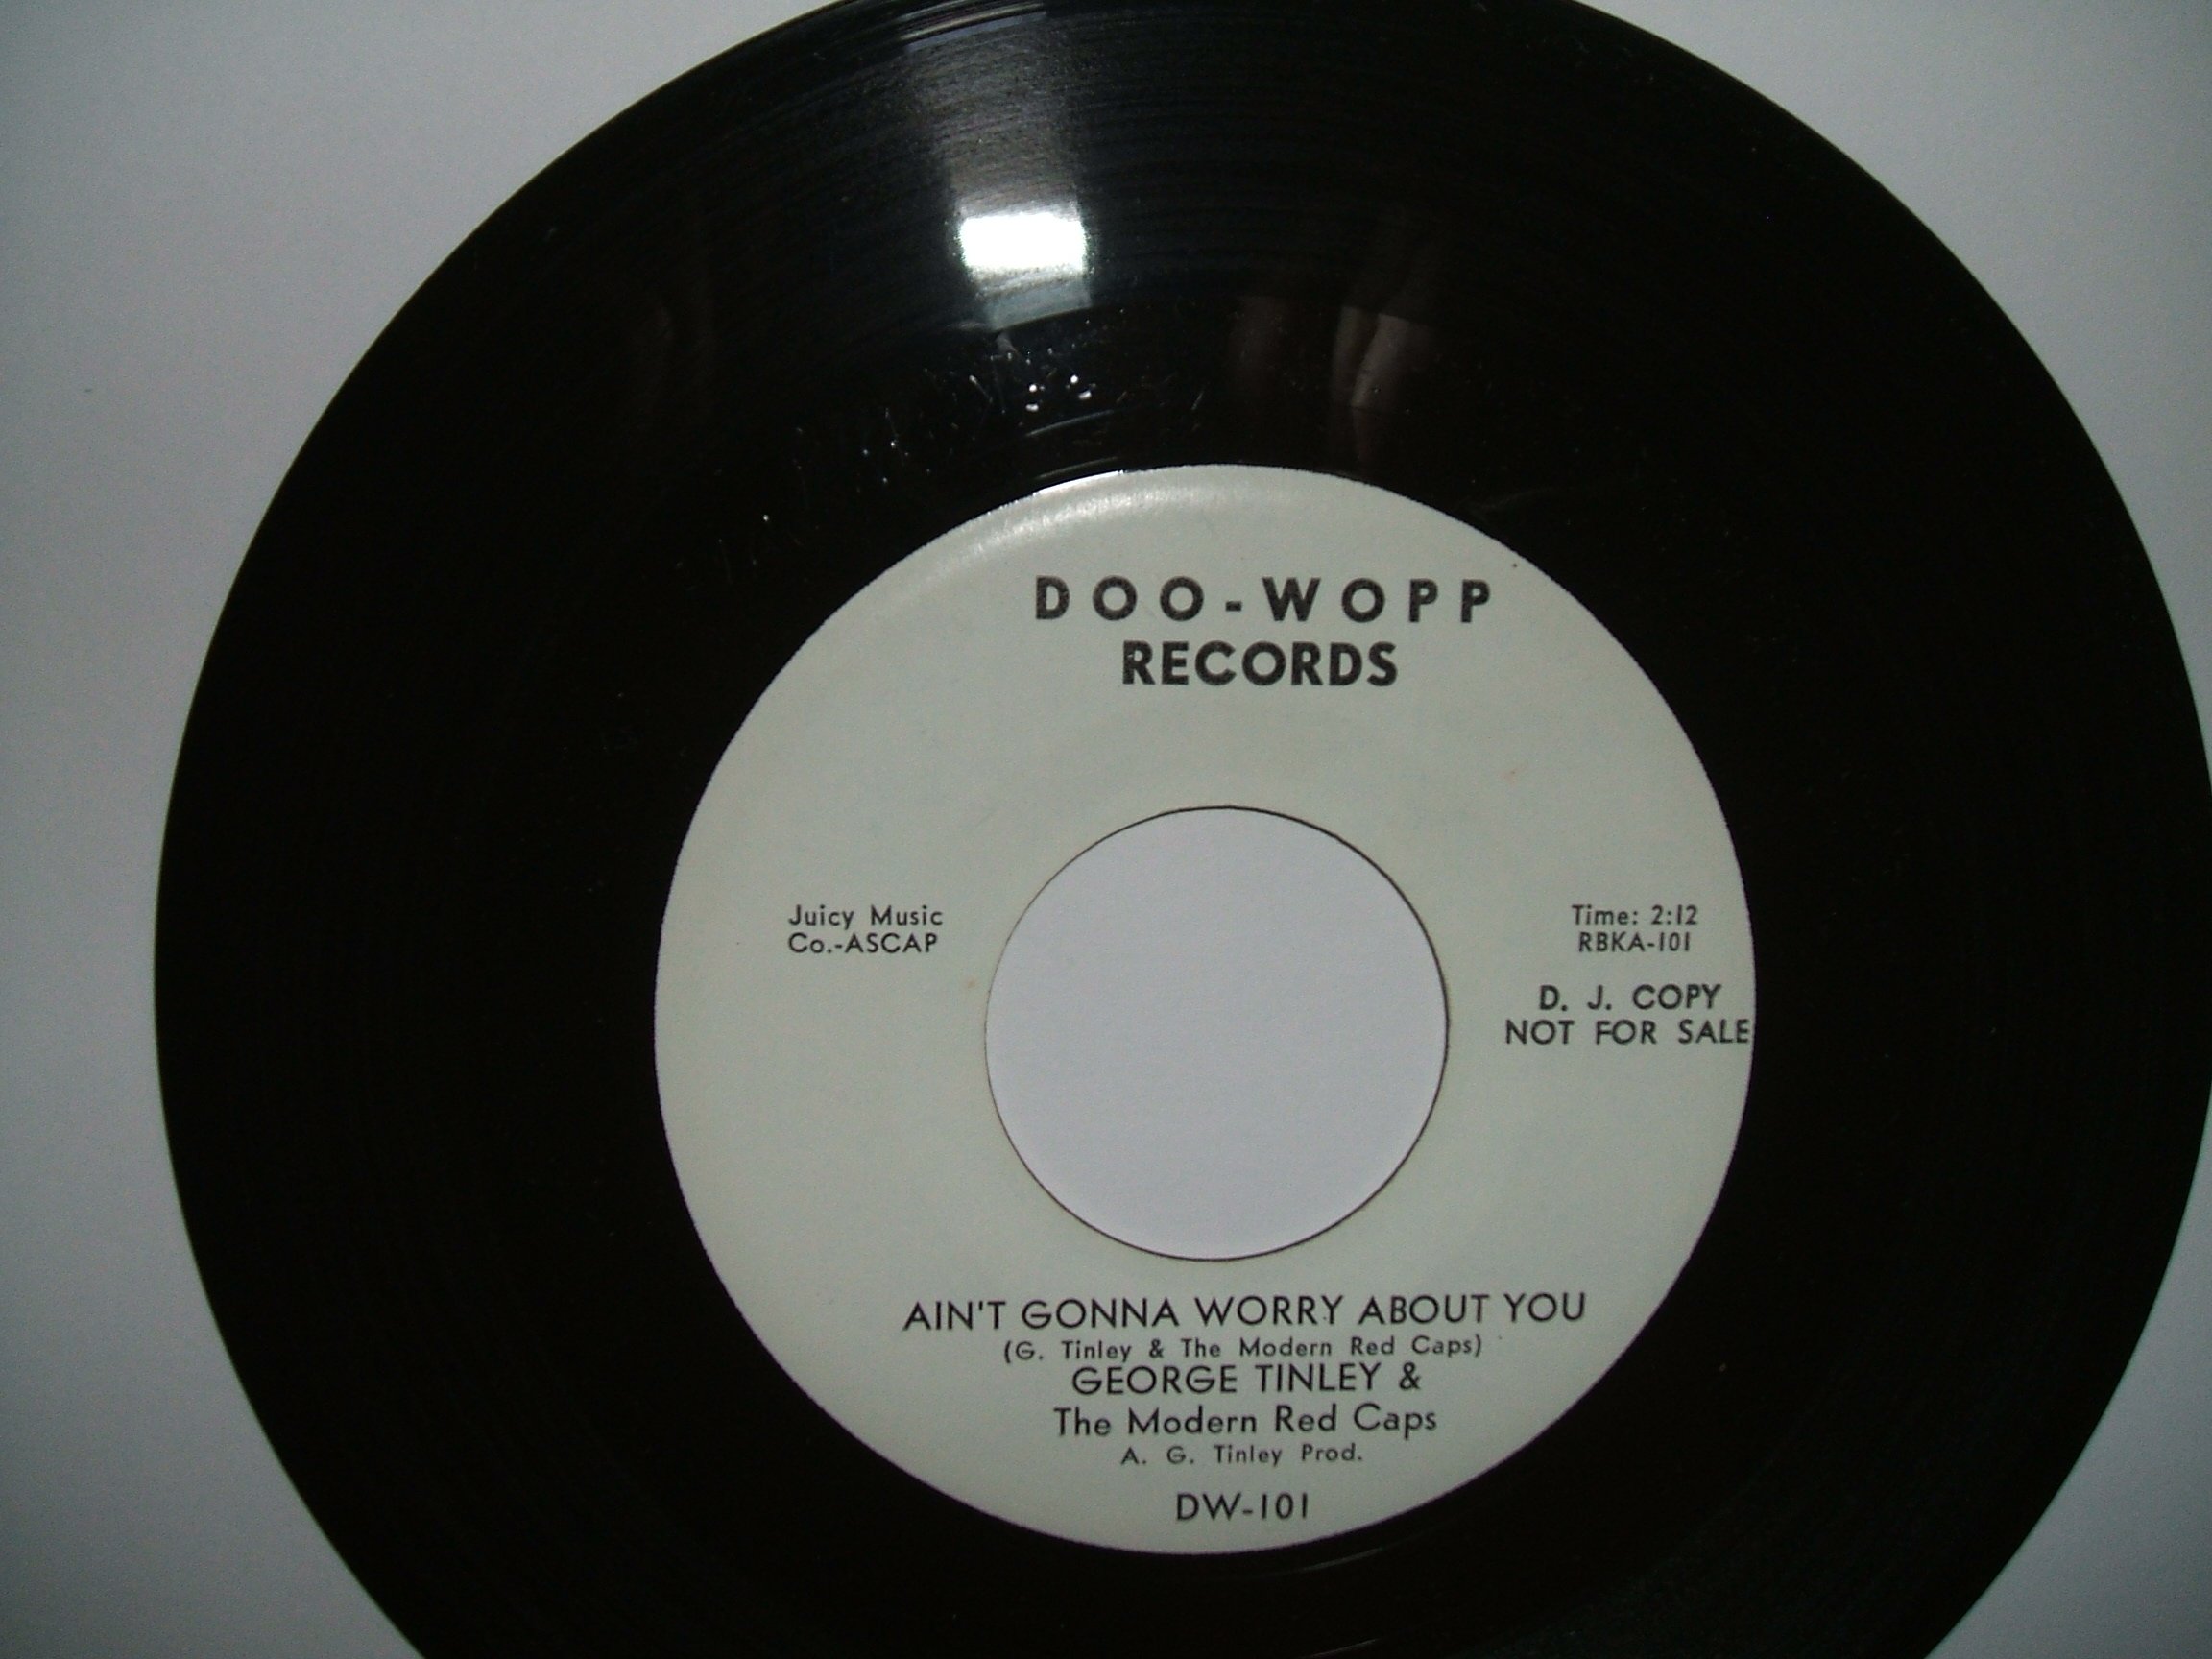 DOO-WOPP
RECORDS
Juicy Music
Co.-ASCAP
Time: 2:12
RBKA-101
D. J. COPY
NOT FOR SALE
AIN'T GONNA WORRY ABOUT YOU
(G. Tinley & The Modern Red Caps)
GEORGE TINLEY &
The Modern Red Caps
A. G. Tinley Prod.
DW-101